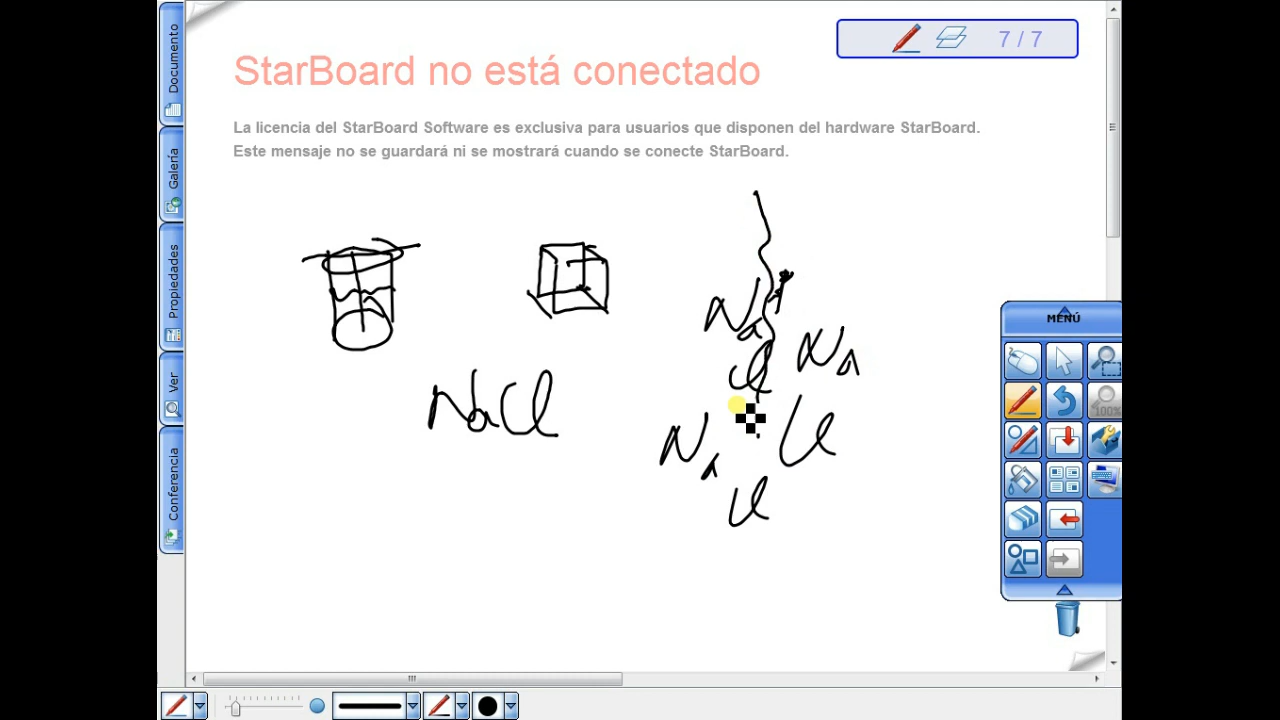 Documento
Galería
Propiedades
Ver
Conferencia
7 / 7
StarBoard no está conectado
La licencia del StarBoard Software es exclusiva para usuarios que disponen del hardware StarBoard.
Este mensaje no se guardará ni se mostrará cuando se conecte StarBoard.
Na
Cl
Na
NaCl
Na
Cl
Cl
MENÚ
100%